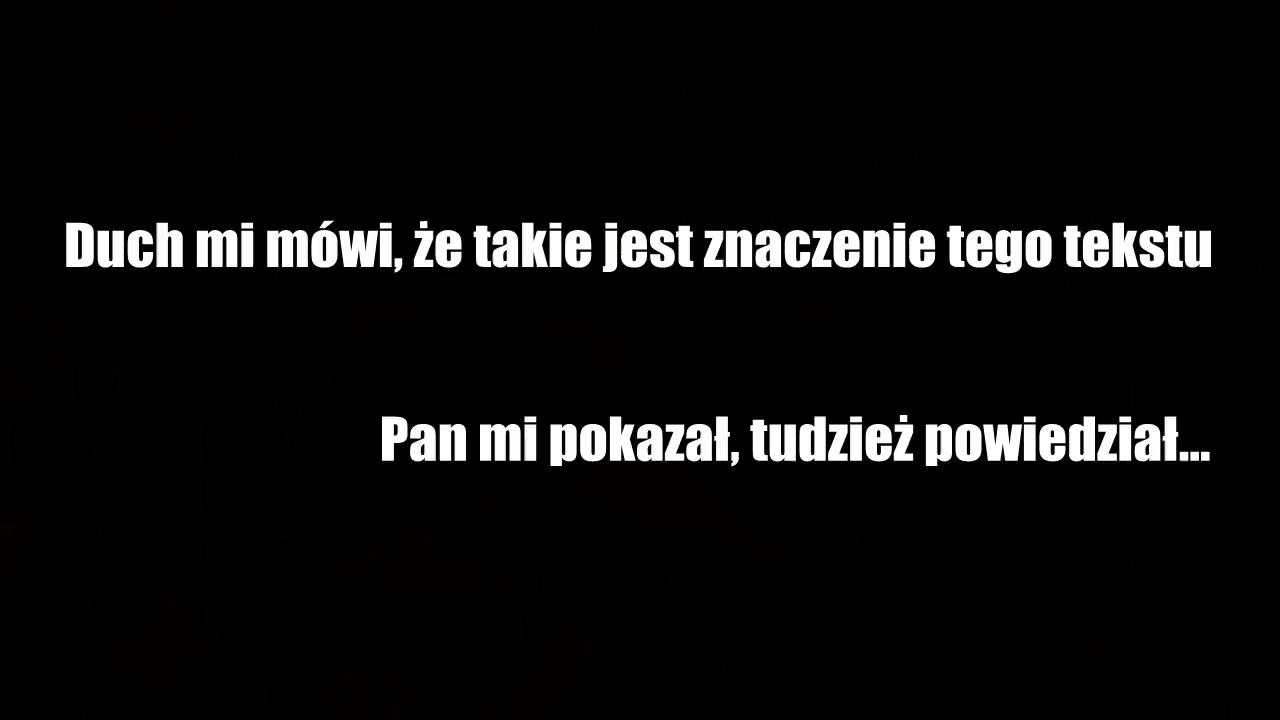 Duch mi mówi, że takie jest znaczenie tego tekstu
Pan mi pokazał, tudzież powiedział...